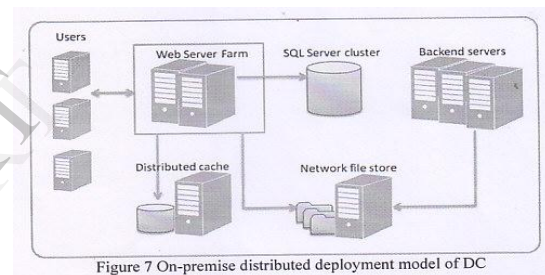 Users
Web Server Farm
SQL Server cluster
Backend servers
Distributed cache
Network file store
Figure 7 On-premise distributed deployment model of DC